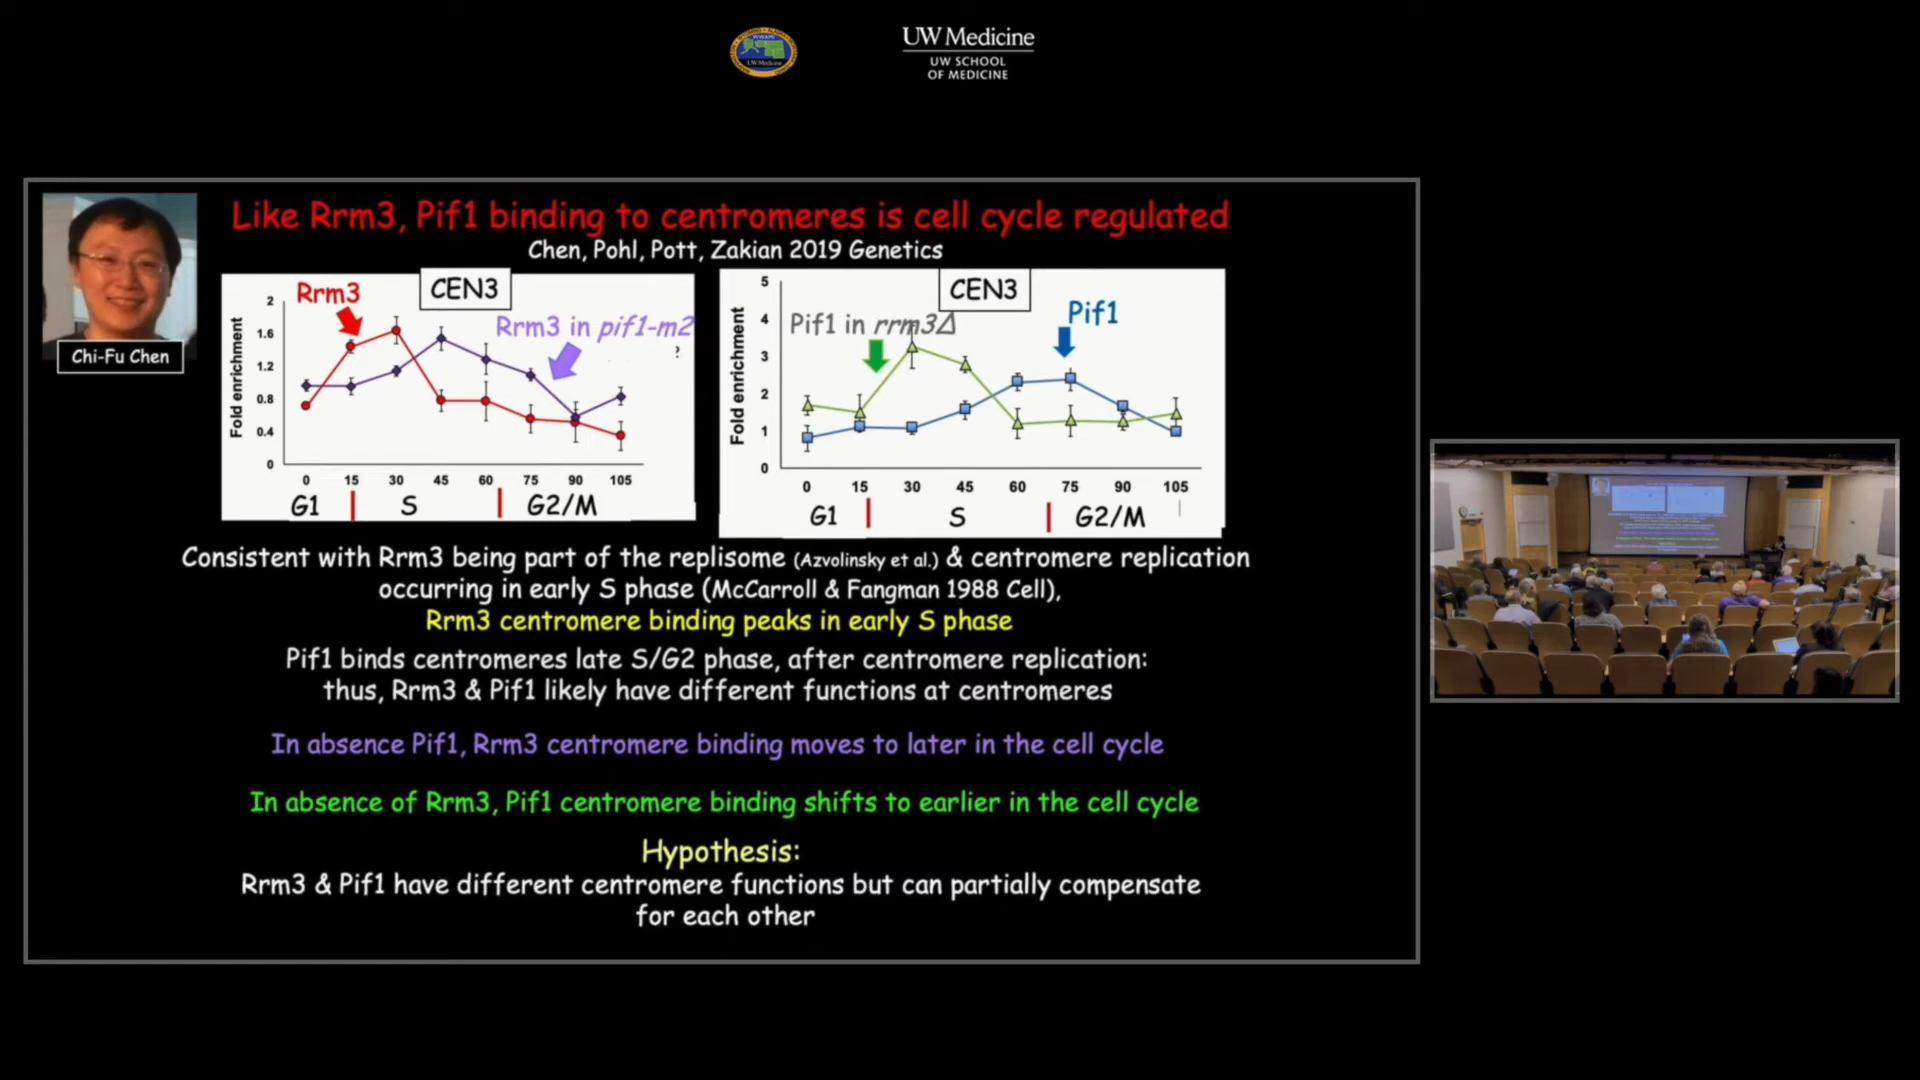 UW Medicine
UW SCHOOL
OF MEDICINE
Like Rrm3, Pif1 binding to centromeres is cell cycle regulated
Chen, Pohl, Pott, Zakian 2019 Genetics
Chi-Fu Chen
Rrm3
CEN3
Rrm3 in pif1-m2
?
Fold enrichment
2
1.6
1.2
0.8
0.4
0
0 15 30 45 60 75 90 105
G1 S G2/M
CEN3
Pif1 in rrm3Δ
Pif1
Fold enrichment
5
4
3
2
1
0
0 15 30 45 60 75 90 105
G1 S G2/M
Consistent with Rrm3 being part of the replisome (Azvolinsky et al.) & centromere replication
occurring in early S phase (McCarroll & Fangman 1988 Cell),
Rrm3 centromere binding peaks in early S phase
Pif1 binds centromeres late S/G2 phase, after centromere replication:
thus, Rrm3 & Pif1 likely have different functions at centromeres
In absence Pif1, Rrm3 centromere binding moves to later in the cell cycle
In absence of Rrm3, Pif1 centromere binding shifts to earlier in the cell cycle
Hypothesis:
Rrm3 & Pif1 have different centromere functions but can partially compensate
for each other